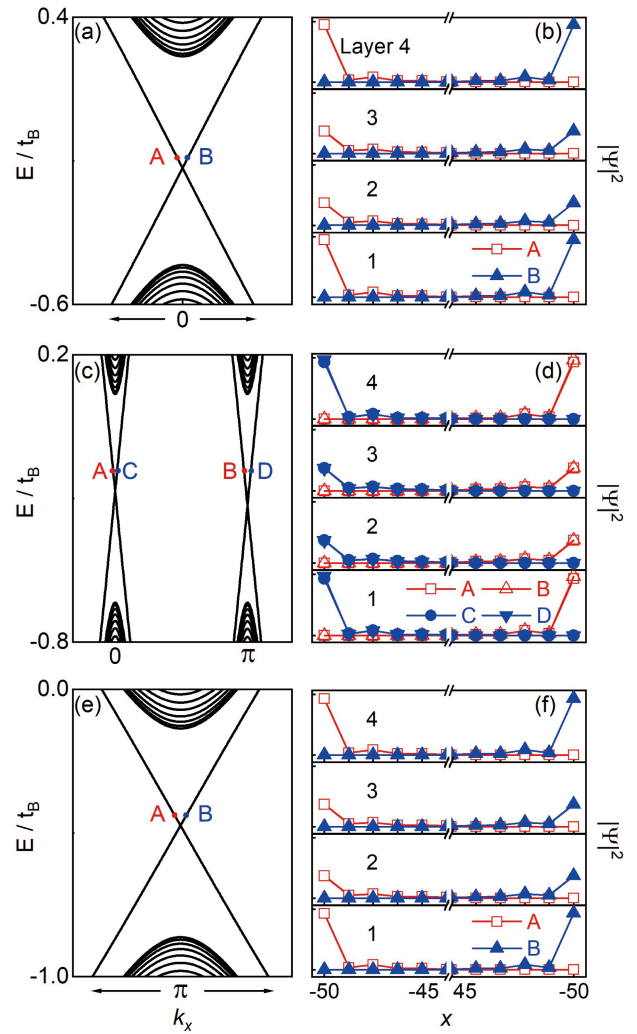 0.4
(a)
E / t_B
A B
-0.6
0
(b)
Layer 4
3
2
1
A
B
|Ψ|²
0.2
(c)
E / t_B
A C B D
-0.8
0 π
(d)
4
3
2
1
A B
C D
|Ψ|²
0.0
(e)
E / t_B
A B
-1.0
π
k_x
(f)
4
3
2
1
A
B
|Ψ|²
-50 -45 45 -50
x